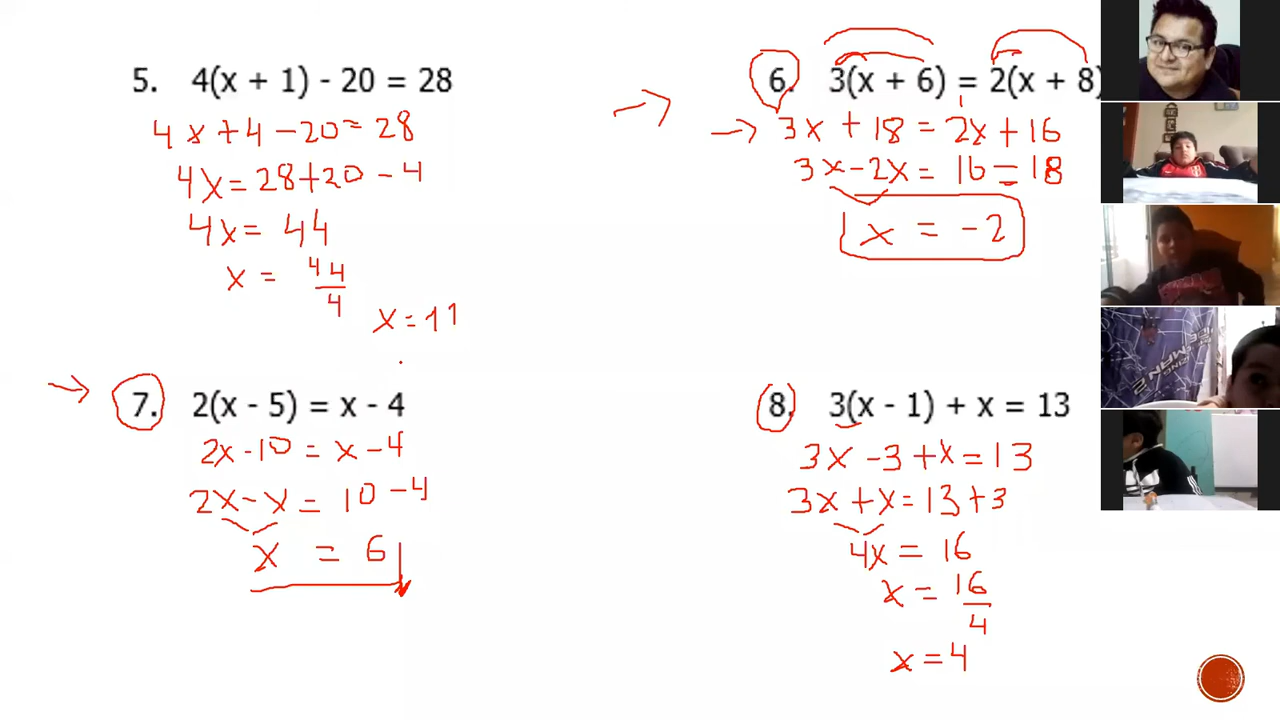 5. 4(x + 1) - 20 = 28
4x+4-20=28
4x=28+20-4
4x=44
x = 44/4
x=11
6. 3(x + 6) = 2(x + 8)
3x + 18 = 2x + 16
3x-2x = 16-18
x = -2
7. 2(x - 5) = x - 4
2x-10 = x-4
2x-x = 10-4
x = 6
8. 3(x - 1) + x = 13
3x-3+x=13
3x+x=13+3
4x=16
x = 16/4
x=4